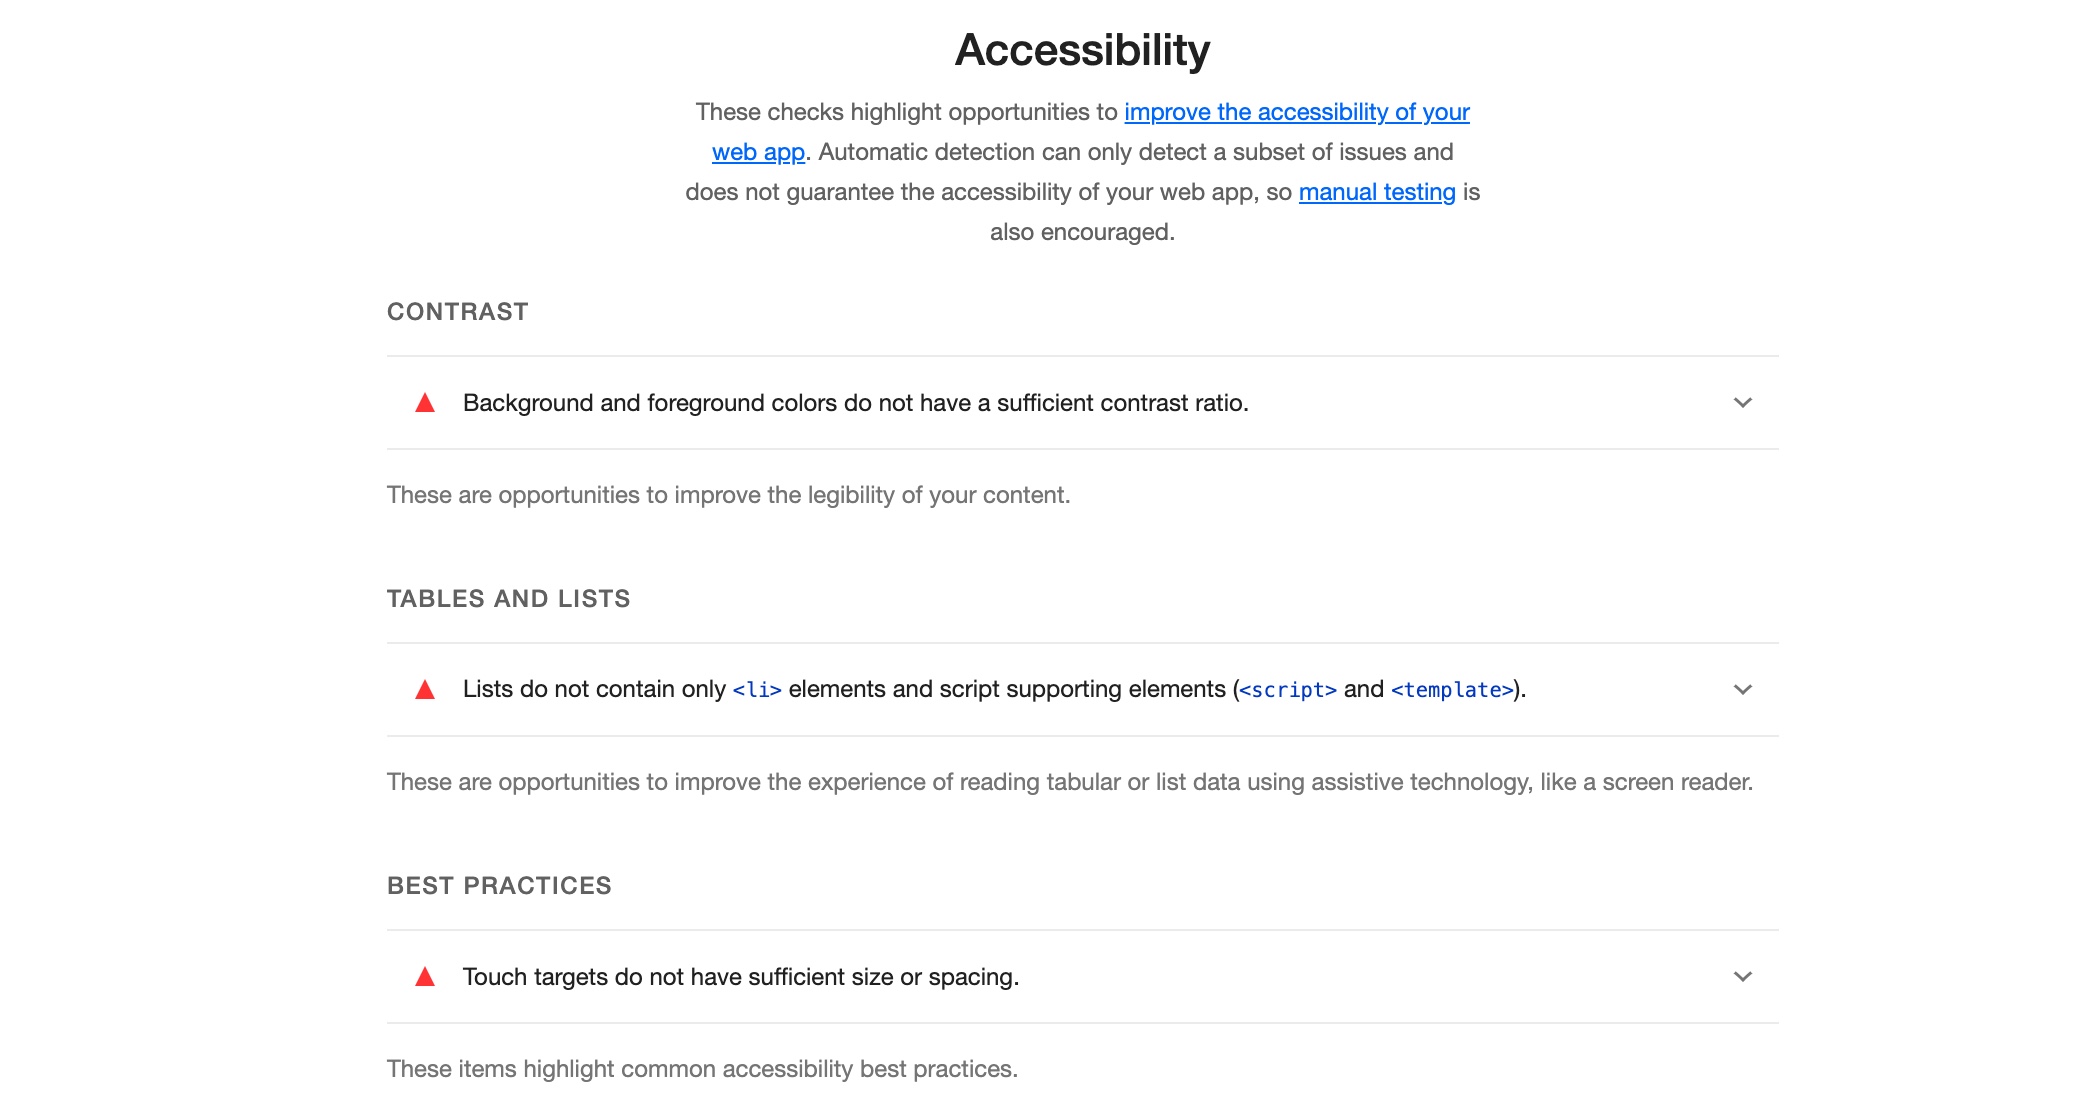 Accessibility
These checks highlight opportunities to improve the accessibility of your
web app. Automatic detection can only detect a subset of issues and
does not guarantee the accessibility of your web app, so manual testing is
also encouraged.
CONTRAST
Background and foreground colors do not have a sufficient contrast ratio.
These are opportunities to improve the legibility of your content.
TABLES AND LISTS
Lists do not contain only <li> elements and script supporting elements (<script> and <template>).
These are opportunities to improve the experience of reading tabular or list data using assistive technology, like a screen reader.
BEST PRACTICES
Touch targets do not have sufficient size or spacing.
These items highlight common accessibility best practices.